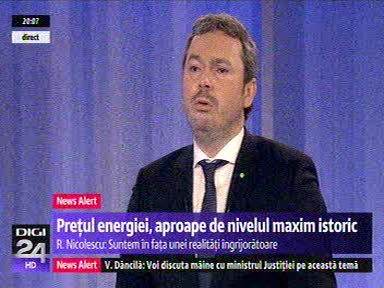 20:07
direct
News Alert
Prețul energiei, aproape de nivelul maxim istoric
R. Nicolescu: Suntem în fața unei realități îngrijorătoare
DIGI
24
HD
News Alert
V. Dăncilă: Voi discuta mâine cu ministrul Justiției pe această temă